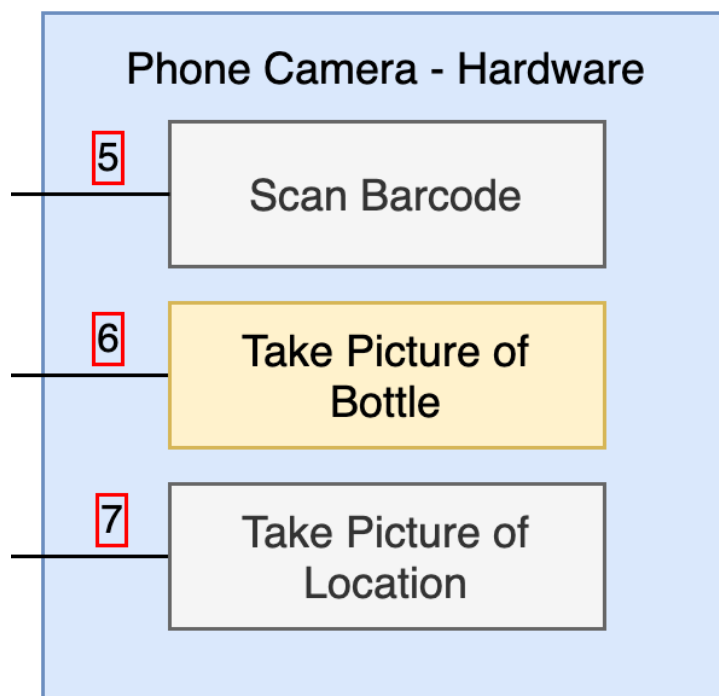 Phone Camera - Hardware
5
Scan Barcode
6
Take Picture of
Bottle
7
Take Picture of
Location